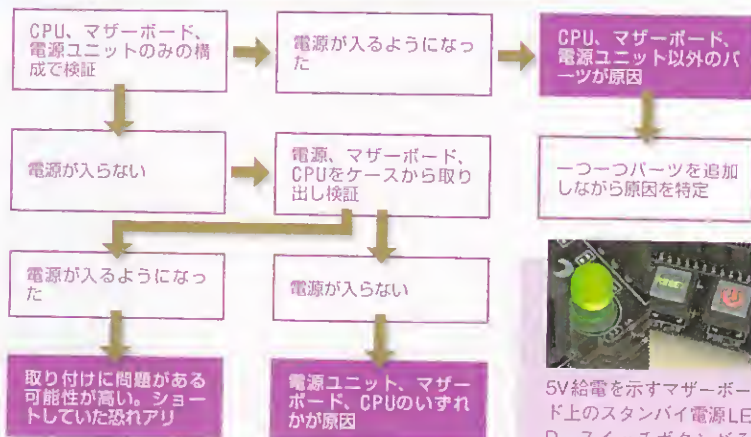 CPU、マザーボード、
電源ユニットのみの構
成で検証
電源が入るようになっ
た
CPU、マザーボード、
電源ユニット以外のパ
ーツが原因
電源が入らない
電源、マザーボード、
CPUをケースから取り
出し検証
一つ一つパーツを追加
しながら原因を特定
電源が入るようになっ
た
電源が入らない
取り付けに問題がある
可能性が高い。ショー
トしていた恐れアリ
電源ユニット、マザー
ボード、CPUのいずれ
かが原因
5V給電を示すマザーボー
ド上のスタンバイ電源LE